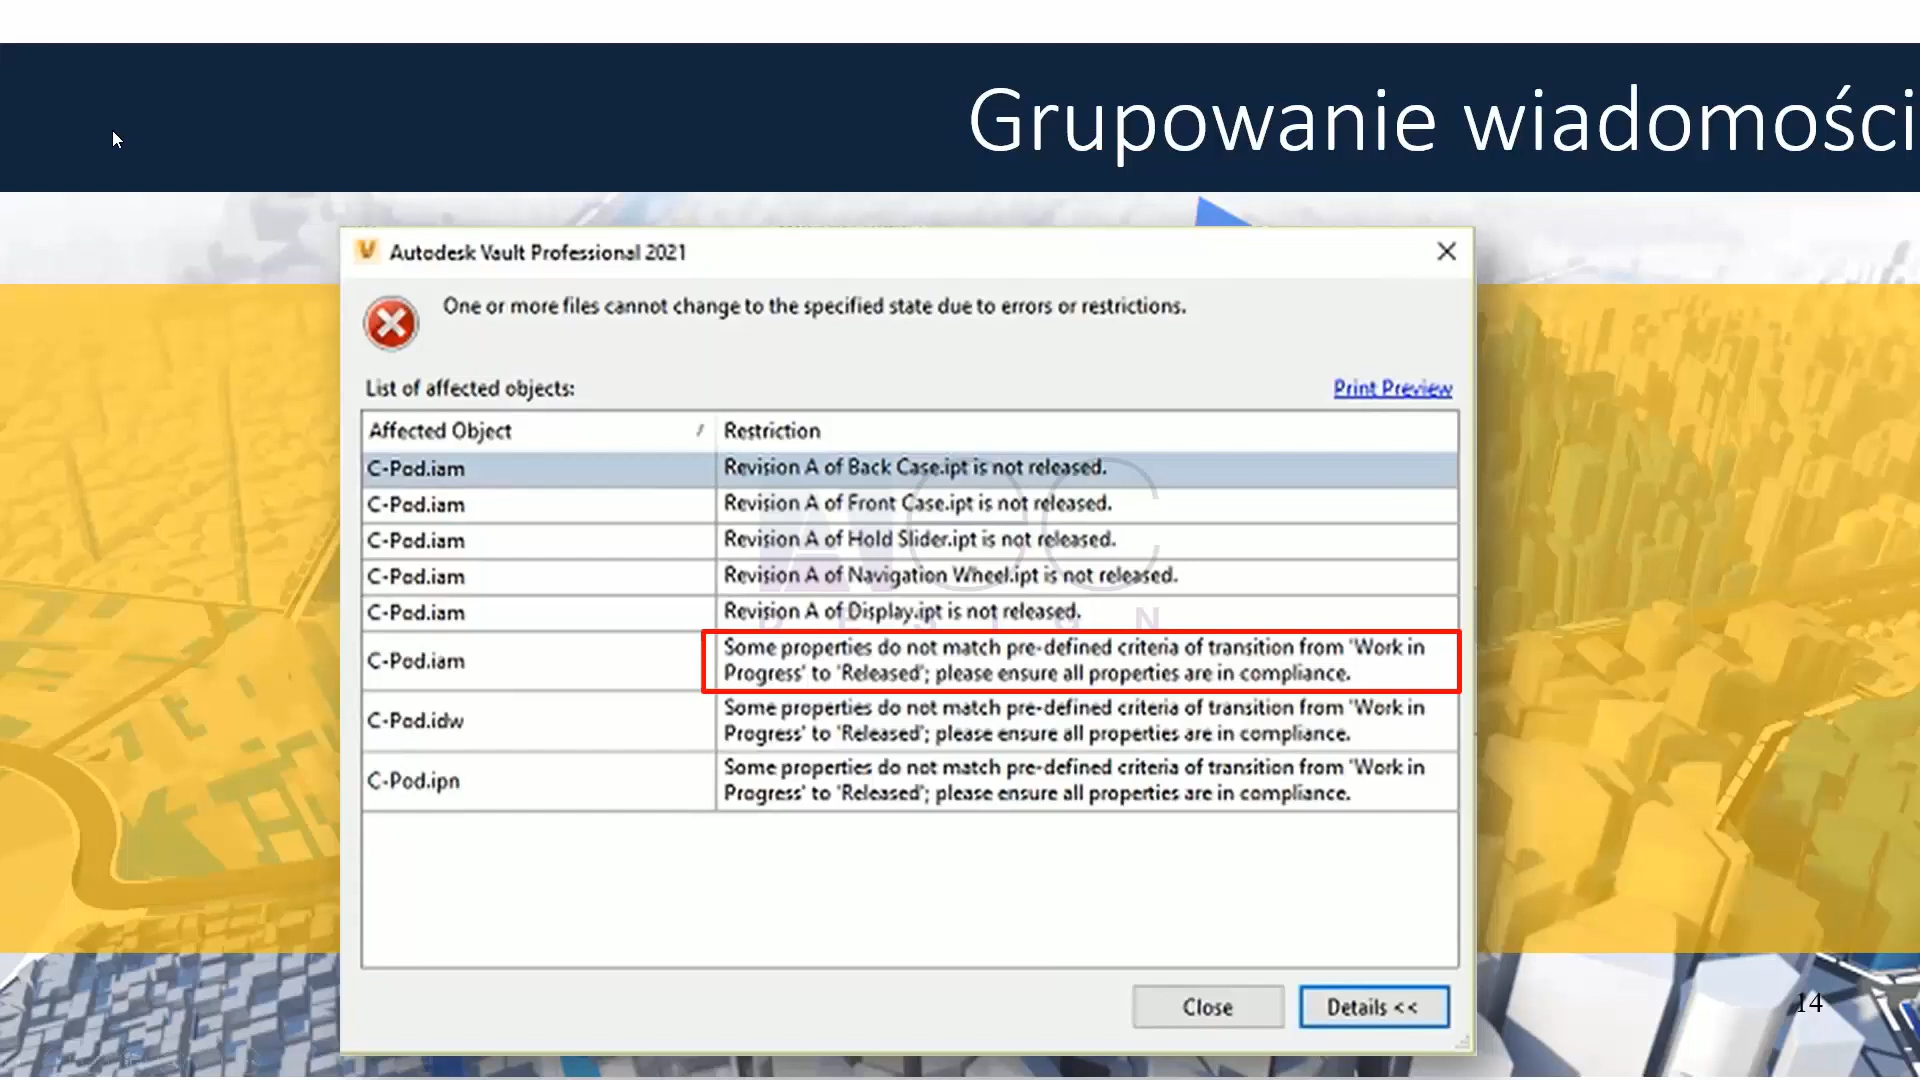 Grupowanie wiadomości
Autodesk Vault Professional 2021
One or more files cannot change to the specified state due to errors or restrictions.
List of affected objects:
Print Preview
Affected Object / Restriction
C-Pod.iam Revision A of Back Case.ipt is not released.
C-Pod.iam Revision A of Front Case.ipt is not released.
C-Pod.iam Revision A of Hold Slider.ipt is not released.
C-Pod.iam Revision A of Navigation Wheel.ipt is not released.
C-Pod.iam Revision A of Display.ipt is not released.
C-Pod.iam Some properties do not match pre-defined criteria of transition from 'Work in
Progress' to 'Released'; please ensure all properties are in compliance.
C-Pod.idw Some properties do not match pre-defined criteria of transition from 'Work in
Progress' to 'Released'; please ensure all properties are in compliance.
C-Pod.ipn Some properties do not match pre-defined criteria of transition from 'Work in
Progress' to 'Released'; please ensure all properties are in compliance.
Close
Details <<
14